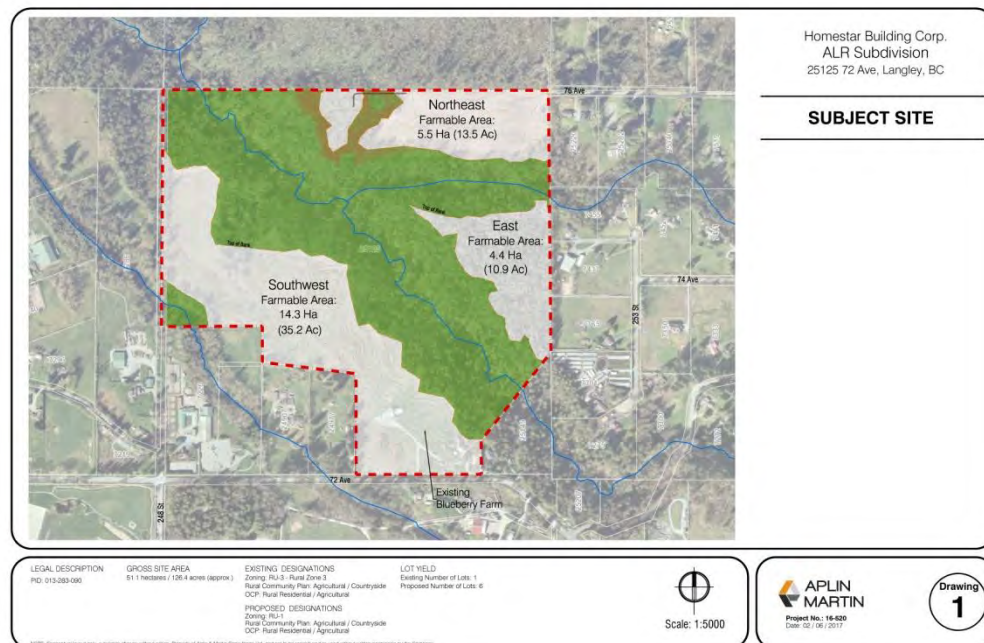 Homestar Building Corp.
ALR Subdivision
25125 72 Ave, Langley, BC
SUBJECT SITE
76 Ave
Northeast
Farmable Area:
5.5 Ha (13.5 Ac)
Top of Bank
East
Farmable Area:
4.4 Ha
(10.9 Ac)
Top of Bank
74 Ave
253 St
Southwest
Farmable Area:
14.3 Ha
(35.2 Ac)
72 Ave
248 St
Existing
Blueberry Farm
LEGAL DESCRIPTION
PID: 013-283-090
GROSS SITE AREA
51.1 hectares / 126.4 acres (approx.)
EXISTING DESIGNATIONS
Zoning: RU-3 - Rural Zone 3
Rural Community Plan: Agricultural / Countryside
OCP: Rural Residential / Agricultural
PROPOSED DESIGNATIONS
Zoning: RU-1
Rural Community Plan: Agricultural / Countryside
OCP: Rural Residential / Agricultural
LOT YIELD
Existing Number of Lots: 1
Proposed Number of Lots: 6
Scale: 1:5000
APLIN
MARTIN
Project No.: 16-520
Date: 02 / 06 / 2017
Drawing
1